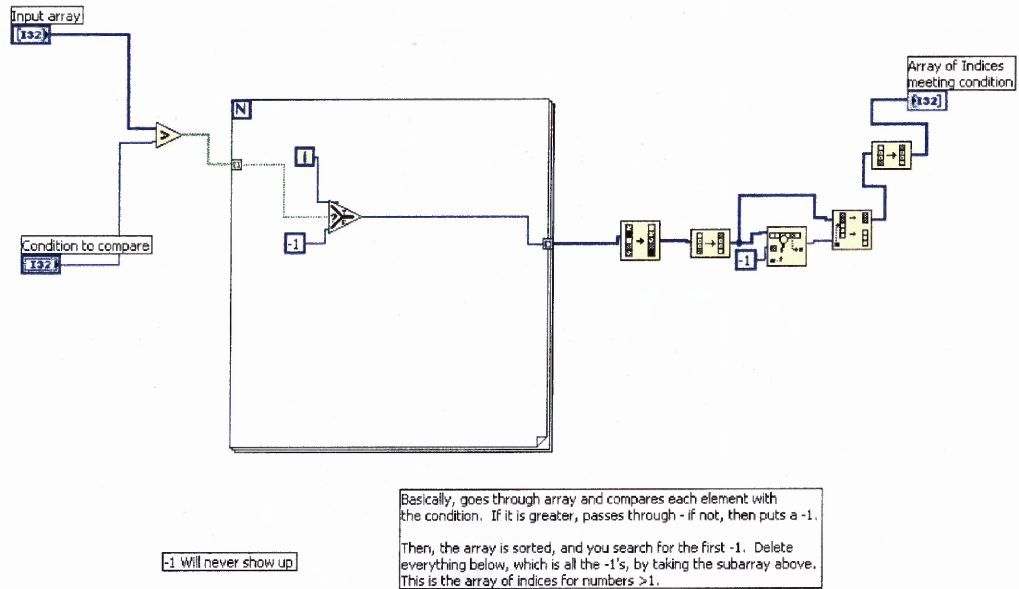 Input array
[I32]
Array of Indices
meeting condition
[I32]
N
>
i
?
Condition to compare
I32
-1
-1
Basically, goes through array and compares each element with
the condition. If it is greater, passes through - if not, then puts a -1.
Then, the array is sorted, and you search for the first -1. Delete
everything below, which is all the -1's, by taking the subarray above.
This is the array of indices for numbers >1.
-1 Will never show up